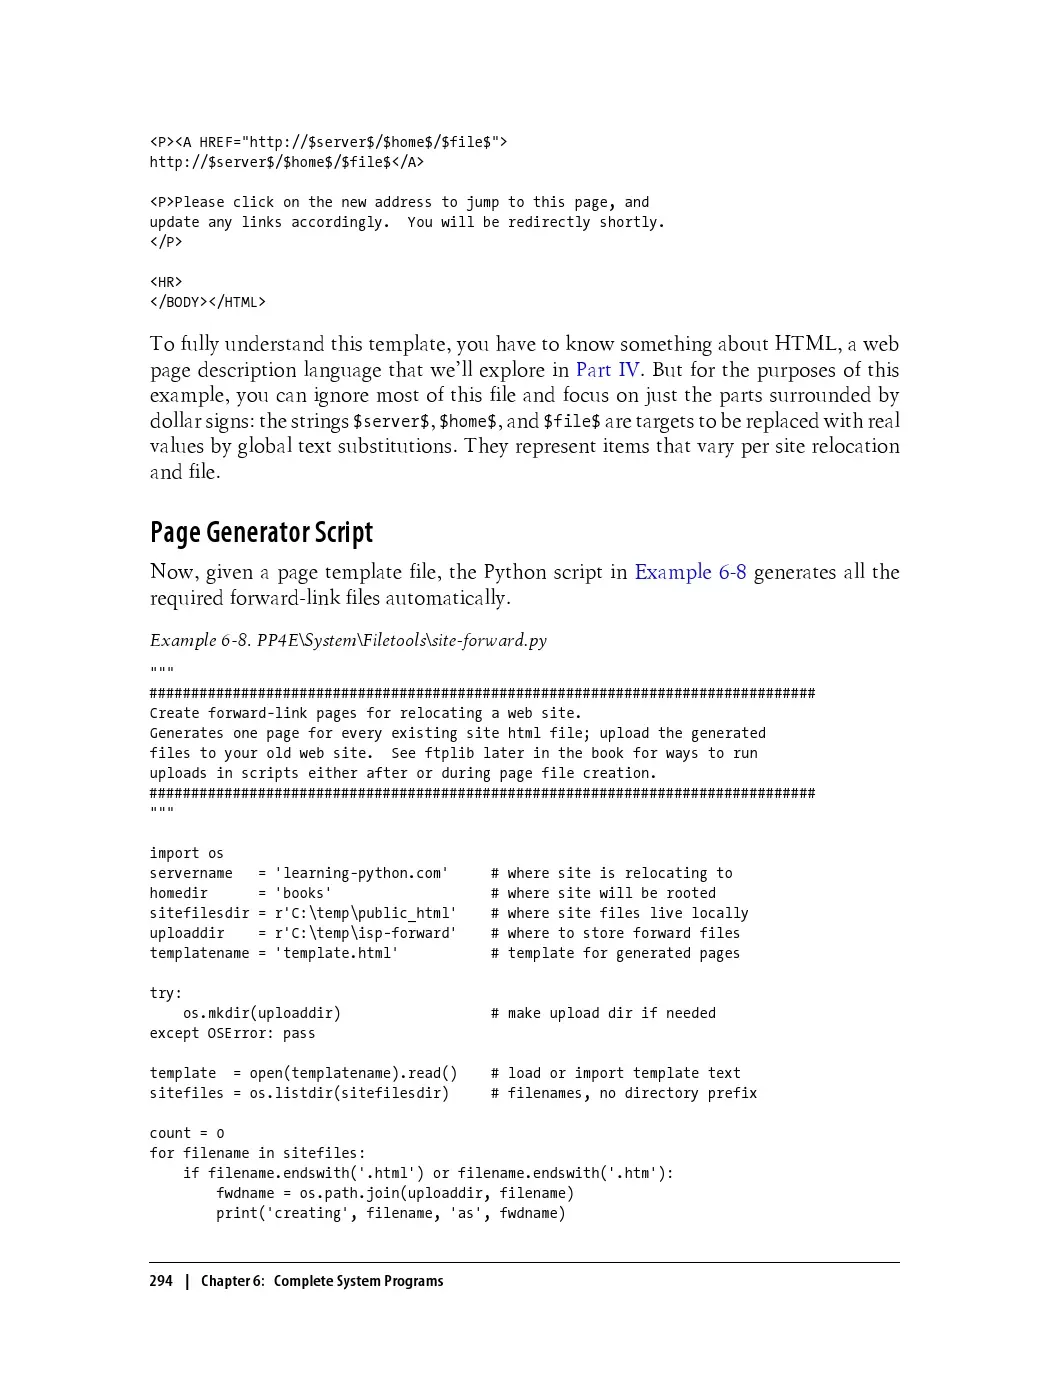 <P><A HREF="http://$server$/$home$/$file$">
http://$server$/$home$/$file$</A>
<P>Please click on the new address to jump to this page, and
update any links accordingly.  You will be redirectly shortly.
</P>
<HR>
</BODY></HTML>
To fully understand this template, you have to know something about HTML, a web
page description language that we'll explore in Part IV. But for the purposes of this
example, you can ignore most of this file and focus on just the parts surrounded by
dollar signs: the strings $server$, $home$, and $file$ are targets to be replaced with real
values by global text substitutions. They represent items that vary per site relocation
and file.
Page Generator Script
Now, given a page template file, the Python script in Example 6-8 generates all the
required forward-link files automatically.
Example 6-8. PP4E\System\Filetools\site-forward.py
"""
################################################################################
Create forward-link pages for relocating a web site.
Generates one page for every existing site html file; upload the generated
files to your old web site.  See ftplib later in the book for ways to run
uploads in scripts either after or during page file creation.
################################################################################
"""
import os
servername   = 'learning-python.com'     # where site is relocating to
homedir      = 'books'                   # where site will be rooted
sitefilesdir = r'C:\temp\public_html'    # where site files live locally
uploaddir    = r'C:\temp\isp-forward'    # where to store forward files
templatename = 'template.html'           # template for generated pages
try:
    os.mkdir(uploaddir)                  # make upload dir if needed
except OSError: pass
template  = open(templatename).read()    # load or import template text
sitefiles = os.listdir(sitefilesdir)     # filenames, no directory prefix
count = 0
for filename in sitefiles:
    if filename.endswith('.html') or filename.endswith('.htm'):
        fwdname = os.path.join(uploaddir, filename)
        print('creating', filename, 'as', fwdname)
294 | Chapter 6: Complete System Programs